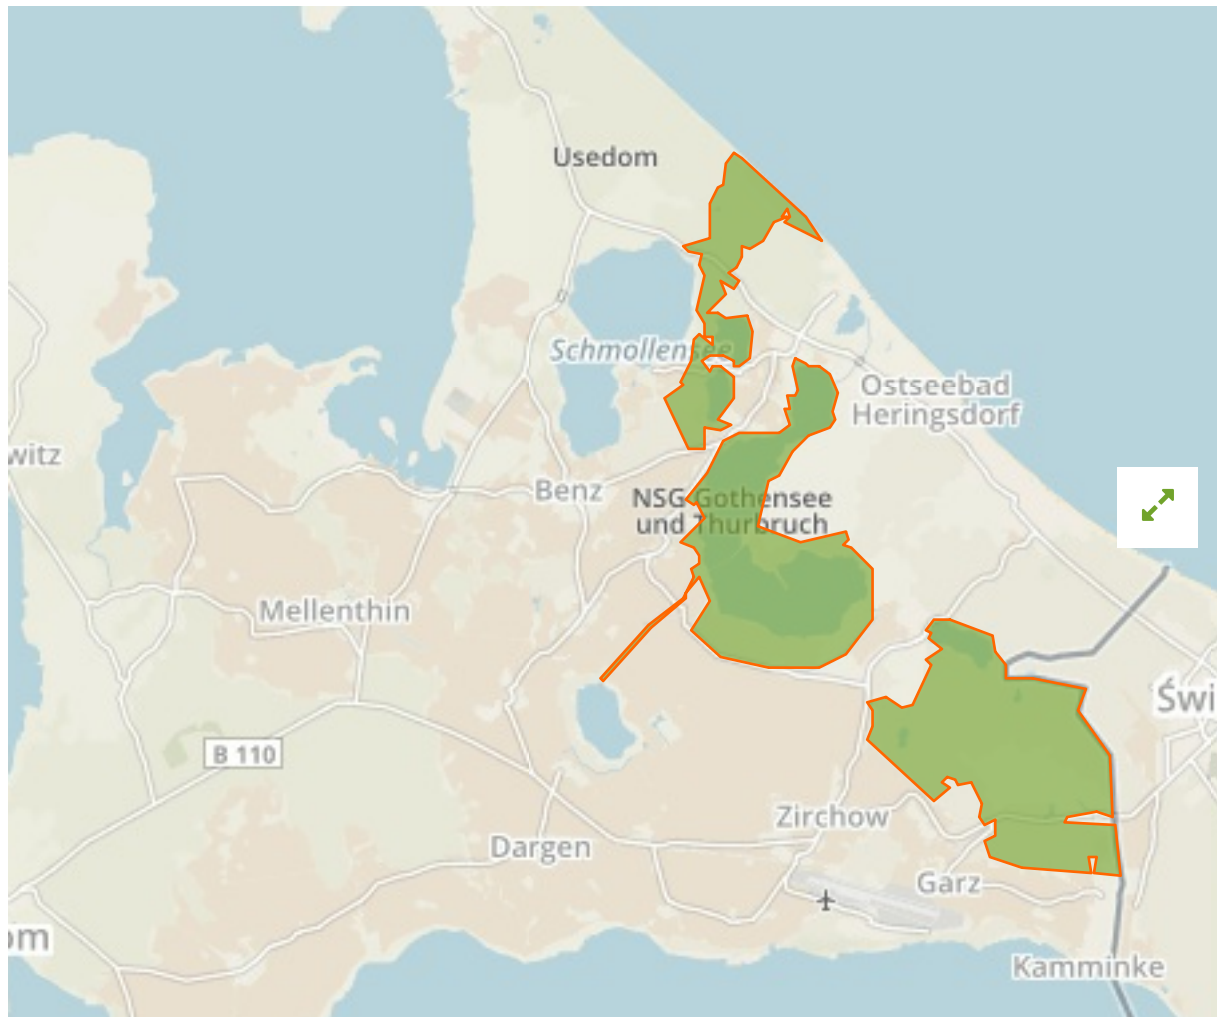 Usedom
Schmollensee
Ostseebad
Heringsdorf
witz
Benz
NSG Gothensee
und Thurbruch
Mellenthin
Świ
B 110
Zirchow
Dargen
Garz
om
Kamminke